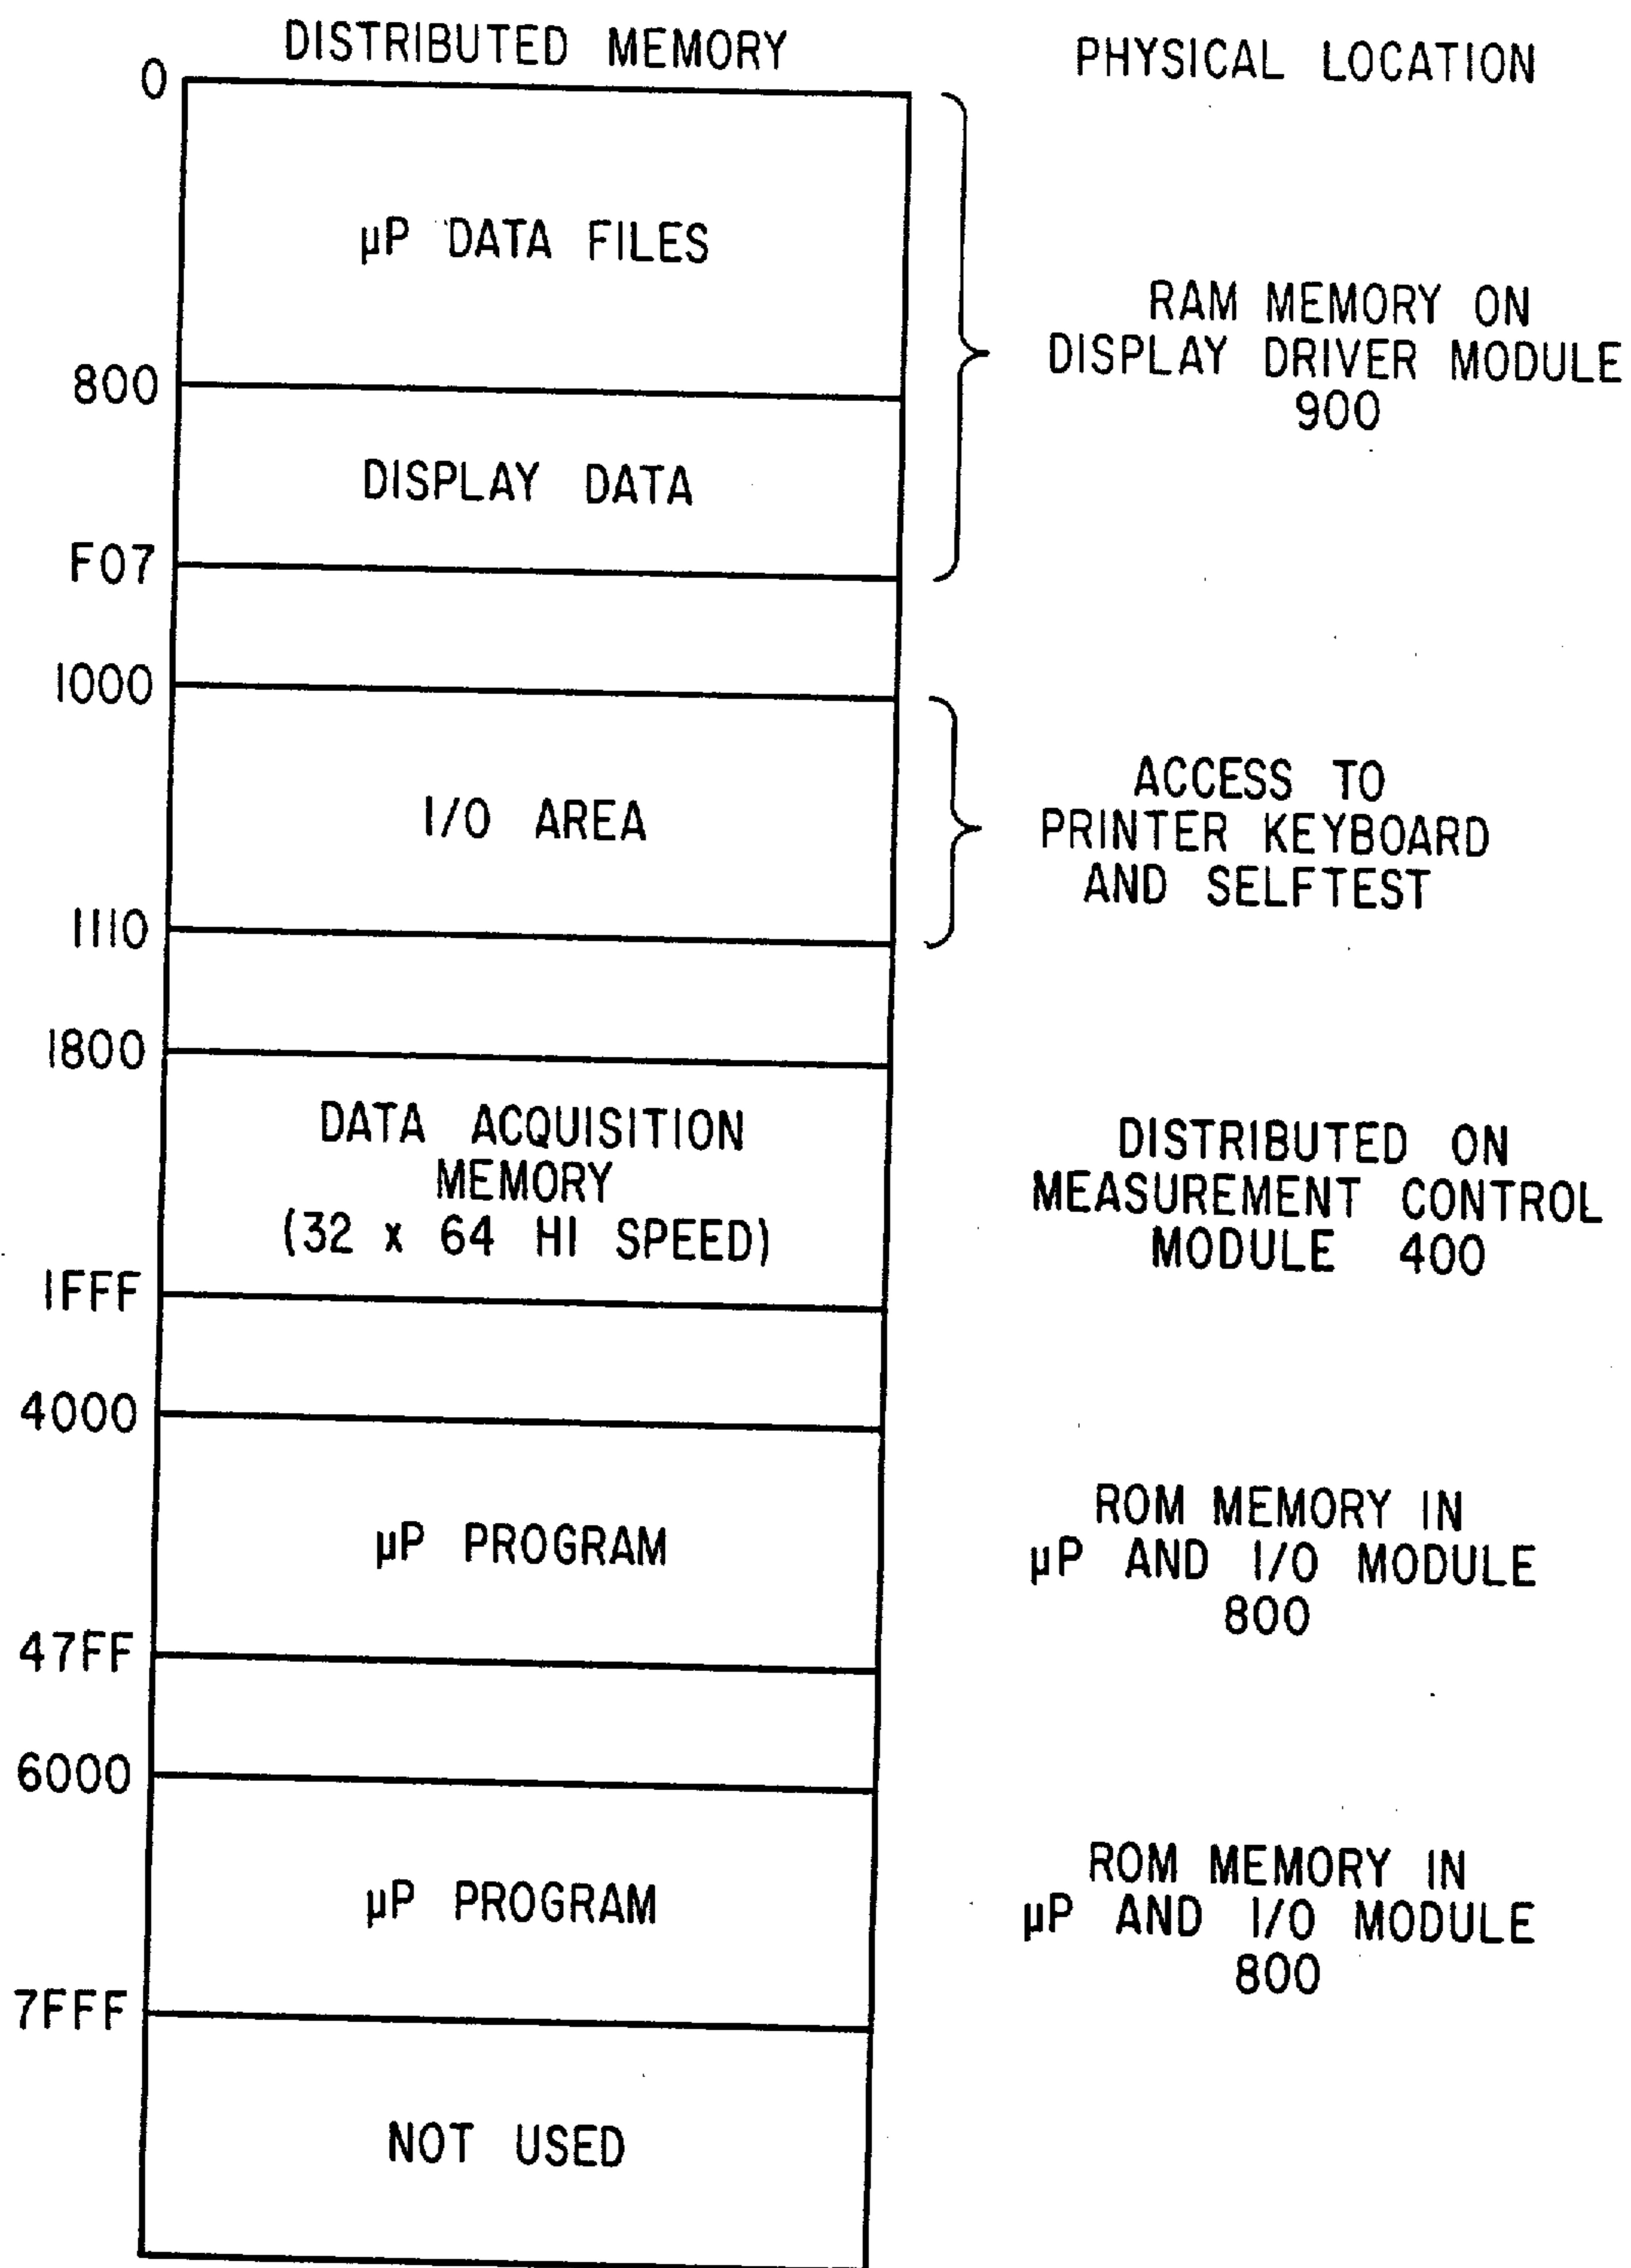 DISTRIBUTED MEMORY PHYSICAL LOCATION
0
µP DATA FILES
RAM MEMORY ON
DISPLAY DRIVER MODULE
900
800
DISPLAY DATA
F07
1000
I/O AREA
ACCESS TO
PRINTER KEYBOARD
AND SELFTEST
1110
1800
DATA ACQUISITION
MEMORY
(32 x 64 HI SPEED)
DISTRIBUTED ON
MEASUREMENT CONTROL
MODULE 400
1FFF
4000
µP PROGRAM
ROM MEMORY IN
µP AND I/O MODULE
800
47FF
6000
µP PROGRAM
ROM MEMORY IN
µP AND I/O MODULE
800
7FFF
NOT USED